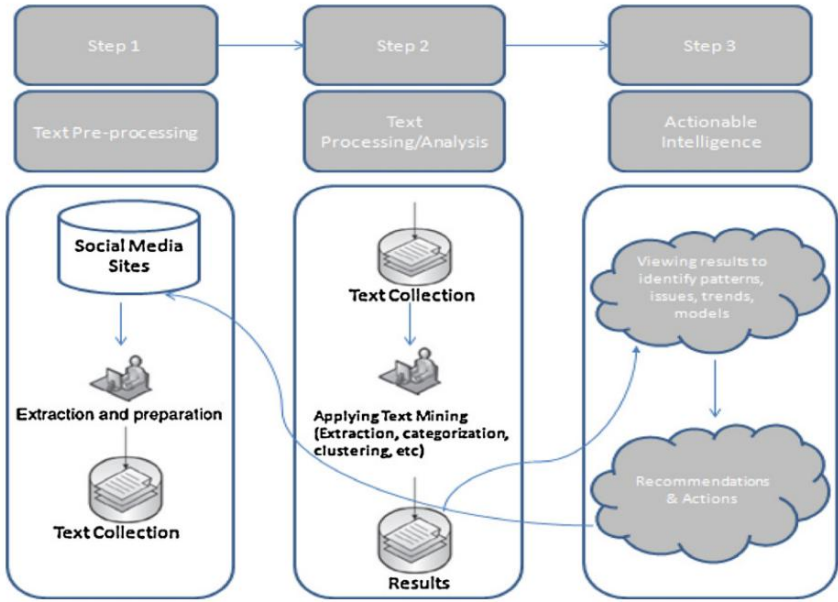 Step 1
Step 2
Step 3
Text Pre-processing
Text
Processing/Analysis
Actionable
Intelligence
Social Media
Sites
Extraction and preparation
Text Collection
Text Collection
Applying Text Mining
(Extraction, categorization,
clustering, etc)
Results
Viewing results to
identify patterns,
issues, trends,
models
Recommendations
& Actions